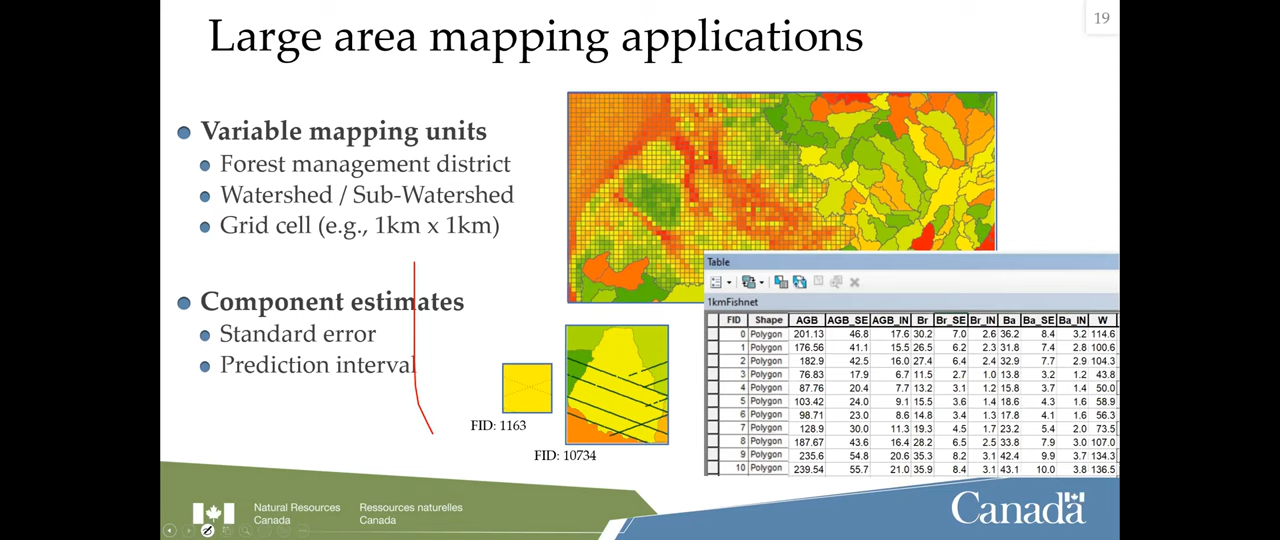 19
Large area mapping applications
Variable mapping units
Forest management district
Watershed / Sub-Watershed
Grid cell (e.g., 1km x 1km)
Component estimates
Standard error
Prediction interval
FID: 1163
FID: 10734
Table
1kmFishnet
FID Shape AGB AGB_SE AGB_IN Br Br_SE Br_IN Ba Ba_SE Ba_IN W
0 Polygon 201.13 46.8 17.6 30.2 7.0 2.6 36.2 8.4 3.2 114.6
1 Polygon 176.56 41.1 15.5 26.5 6.2 2.3 31.8 7.4 2.8 100.6
2 Polygon 182.9 42.5 16.0 27.4 6.4 2.4 32.9 7.7 2.9 104.3
3 Polygon 76.83 17.9 6.7 11.5 2.7 1.0 13.8 3.2 1.2 43.8
4 Polygon 87.76 20.4 7.7 13.2 3.1 1.2 15.8 3.7 1.4 50.0
5 Polygon 103.42 24.0 9.1 15.5 3.6 1.4 18.6 4.3 1.6 58.9
6 Polygon 98.71 23.0 8.6 14.8 3.4 1.3 17.8 4.1 1.6 56.3
7 Polygon 128.9 30.0 11.3 19.3 4.5 1.7 23.2 5.4 2.0 73.5
8 Polygon 187.67 43.6 16.4 28.2 6.5 2.5 33.8 7.9 3.0 107.0
9 Polygon 235.6 54.8 20.6 35.3 8.2 3.1 42.4 9.9 3.7 134.3
10 Polygon 239.54 55.7 21.0 35.9 8.4 3.1 43.1 10.0 3.8 136.5
Natural Resources Ressources naturelles
Canada Canada
Canada